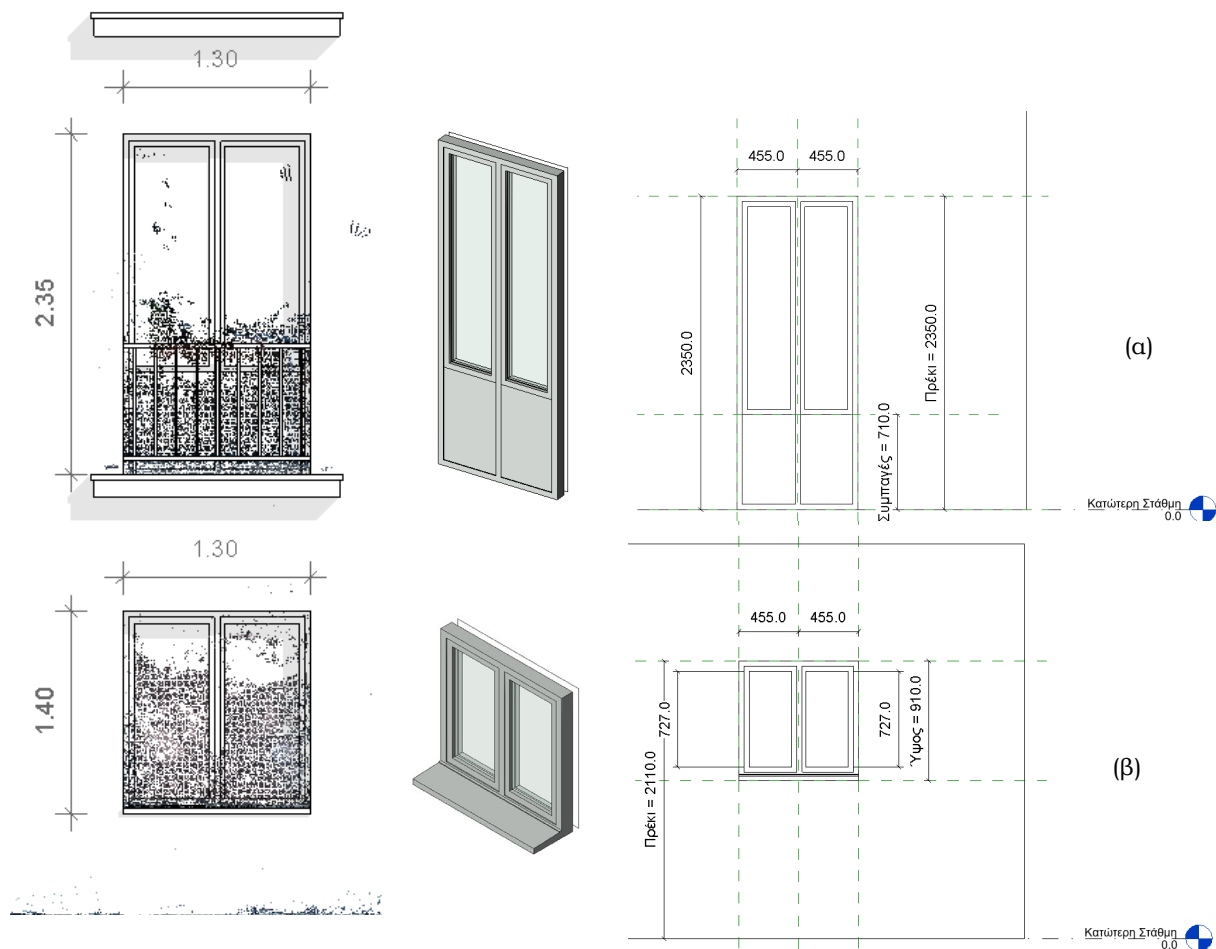 1.30
2.35
455.0 455.0
2350.0
Πρέκι = 2350.0
Συμπαγές = 710.0
(α)
Κατώτερη Στάθμη
0.0
1.30
1.40
455.0 455.0
727.0
Πρέκι = 2110.0
727.0
Ύψος = 910.0
(β)
Κατώτερη Στάθμη
0.0